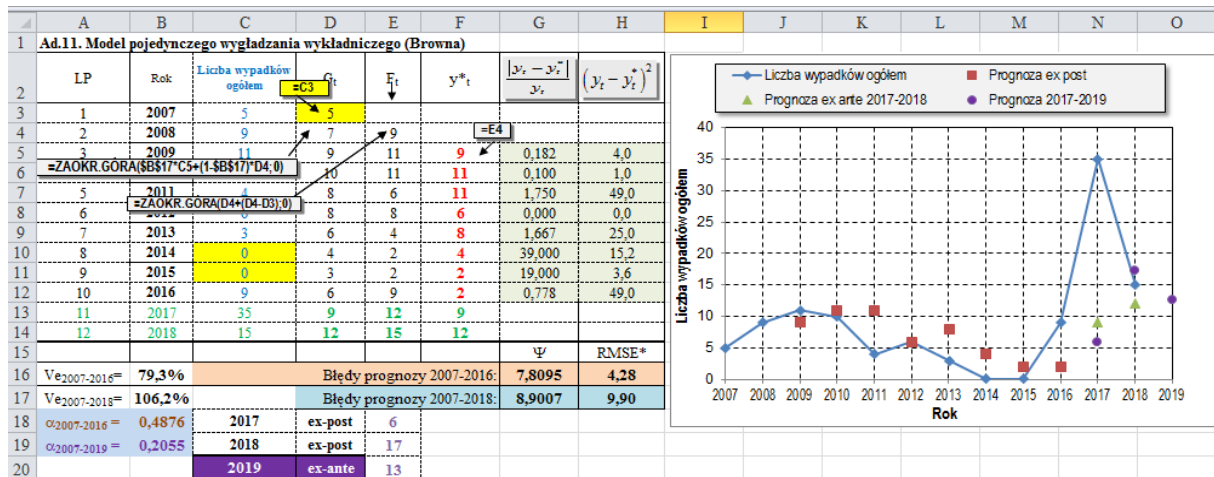 A B C D E F G H I J K L M N O
1 Ad.11. Model pojedynczego wygładzania wykładniczego (Browna)
2 LP Rok Liczba wypadków ogółem Gt Ft y*t |yt − yt*| / yt (yt − yt*)²
=C3
3 1 2007 5 5
4 2 2008 9 7 9
=E4
5 3 2009 11 9 11 9 0,182 4,0
=ZAOKR.GÓRA($B$17*C5+(1-$B$17)*D4;0)
6 10 11 11 0,100 1,0
7 5 2011 4 8 6 11 1,750 49,0
=ZAOKR.GÓRA(D4+(D4-D3);0)
8 6 2012 6 8 8 6 0,000 0,0
9 7 2013 3 6 4 8 1,667 25,0
10 8 2014 0 4 2 4 39,000 15,2
11 9 2015 0 3 2 2 19,000 3,6
12 10 2016 9 6 9 2 0,778 49,0
13 11 2017 35 9 12 9
14 12 2018 15 12 15 12
15 Ψ RMSE*
16 Ve2007-2016= 79,3% Błędy prognozy 2007-2016: 7,8095 4,28
17 Ve2007-2018= 106,2% Błędy prognozy 2007-2018: 8,9007 9,90
18 α2007-2016 = 0,4876 2017 ex-post 6
19 α2007-2019 = 0,2055 2018 ex-post 17
20 2019 ex-ante 13
Liczba wypadków ogółem Prognoza ex post
Prognoza ex ante 2017-2018 Prognoza 2017-2019
Liczba wypadków ogółem
40
35
30
25
20
15
10
5
0
2007 2008 2009 2010 2011 2012 2013 2014 2015 2016 2017 2018 2019
Rok